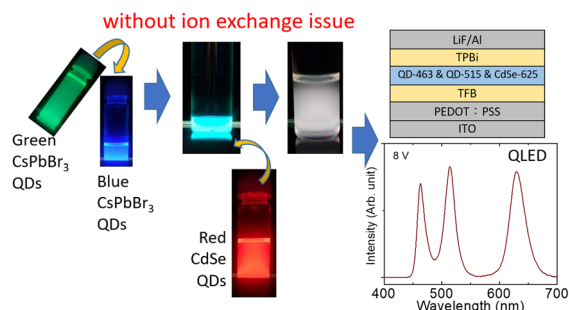 without ion exchange issue
Green
CsPbBr₃
QDs
Blue
CsPbBr₃
QDs
Red
CdSe
QDs
LiF/Al
TPBi
QD-463 & QD-515 & CdSe-625
TFB
PEDOT：PSS
ITO
8 V
QLED
Intensity (Arb. unit)
400 500 600 700
Wavelength (nm)